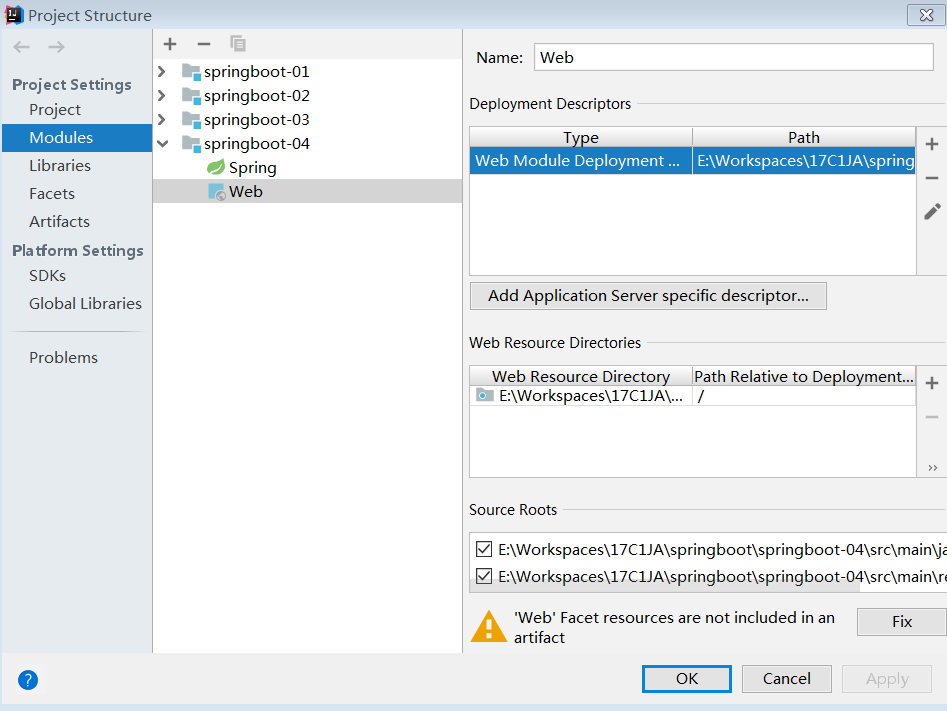 Project Structure
Project Settings
Project
Modules
Libraries
Facets
Artifacts
Platform Settings
SDKs
Global Libraries
Problems
springboot-01
springboot-02
springboot-03
springboot-04
Spring
Web
Name: Web
Deployment Descriptors
Type Path
Web Module Deployment ... E:\Workspaces\17C1JA\spring
Add Application Server specific descriptor...
Web Resource Directories
Web Resource Directory Path Relative to Deployment...
E:\Workspaces\17C1JA\... /
Source Roots
E:\Workspaces\17C1JA\springboot\springboot-04\src\main\ja
E:\Workspaces\17C1JA\springboot\springboot-04\src\main\re
'Web' Facet resources are not included in an
artifact
Fix
? OK Cancel Apply